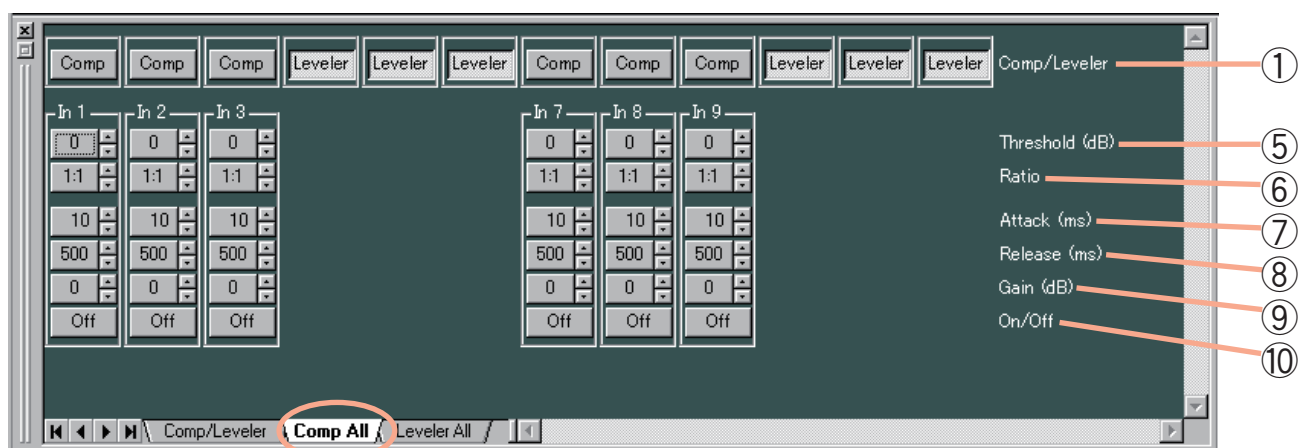 Comp Comp Comp Leveler Leveler Leveler Comp Comp Comp Leveler Leveler Leveler Comp/Leveler ①
In 1 In 2 In 3 In 7 In 8 In 9
0 0 0 0 0 0 Threshold (dB) ⑤
1:1 1:1 1:1 1:1 1:1 1:1 Ratio ⑥
10 10 10 10 10 10 Attack (ms) ⑦
500 500 500 500 500 500 Release (ms) ⑧
0 0 0 0 0 0 Gain (dB) ⑨
Off Off Off Off Off Off On/Off ⑩
Comp/Leveler Comp All Leveler All